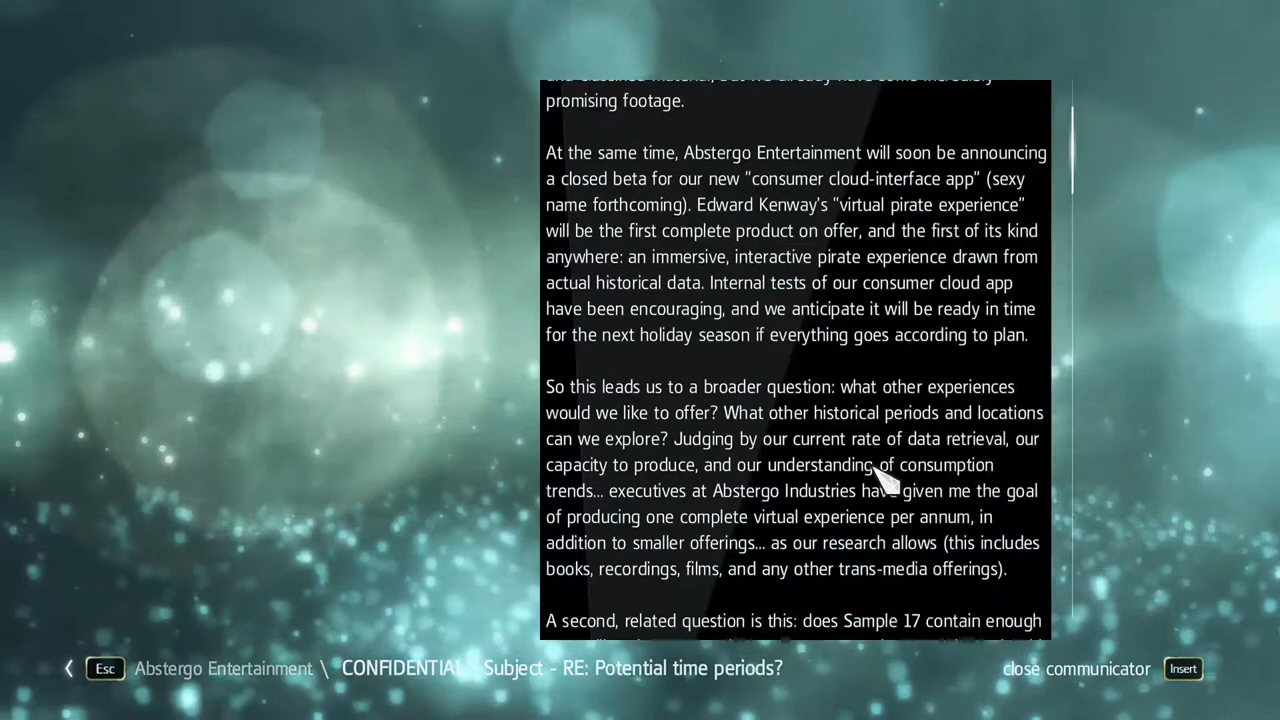 promising footage.
At the same time, Abstergo Entertainment will soon be announcing
a closed beta for our new “consumer cloud-interface app” (sexy
name forthcoming). Edward Kenway’s “virtual pirate experience”
will be the first complete product on offer, and the first of its kind
anywhere: an immersive, interactive pirate experience drawn from
actual historical data. Internal tests of our consumer cloud app
have been encouraging, and we anticipate it will be ready in time
for the next holiday season if everything goes according to plan.
So this leads us to a broader question: what other experiences
would we like to offer? What other historical periods and locations
can we explore? Judging by our current rate of data retrieval, our
capacity to produce, and our understanding of consumption
trends... executives at Abstergo Industries have given me the goal
of producing one complete virtual experience per annum, in
addition to smaller offerings... as our research allows (this includes
books, recordings, films, and any other trans-media offerings).
A second, related question is this: does Sample 17 contain enough
Esc Abstergo Entertainment \ CONFIDENTIAL - Subject - RE: Potential time periods? close communicator Insert